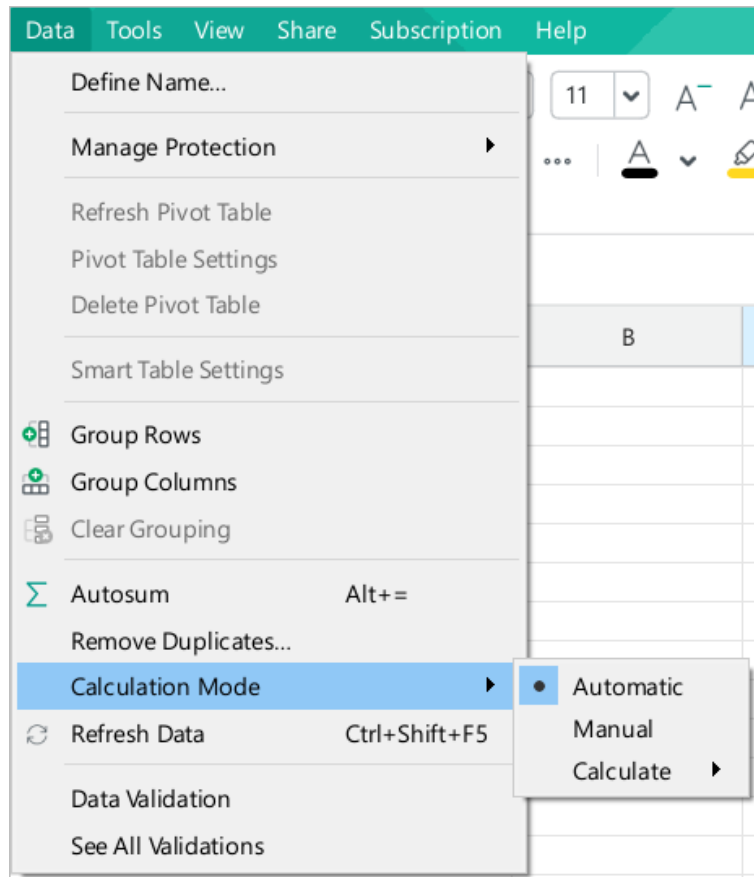 Data Tools View Share Subscription Help
Define Name...
11 A
Manage Protection
A
Refresh Pivot Table
Pivot Table Settings
Delete Pivot Table
B
Smart Table Settings
Group Rows
Group Columns
Clear Grouping
Autosum Alt+=
Remove Duplicates...
Calculation Mode
Automatic
Refresh Data Ctrl+Shift+F5
Manual
Calculate
Data Validation
See All Validations